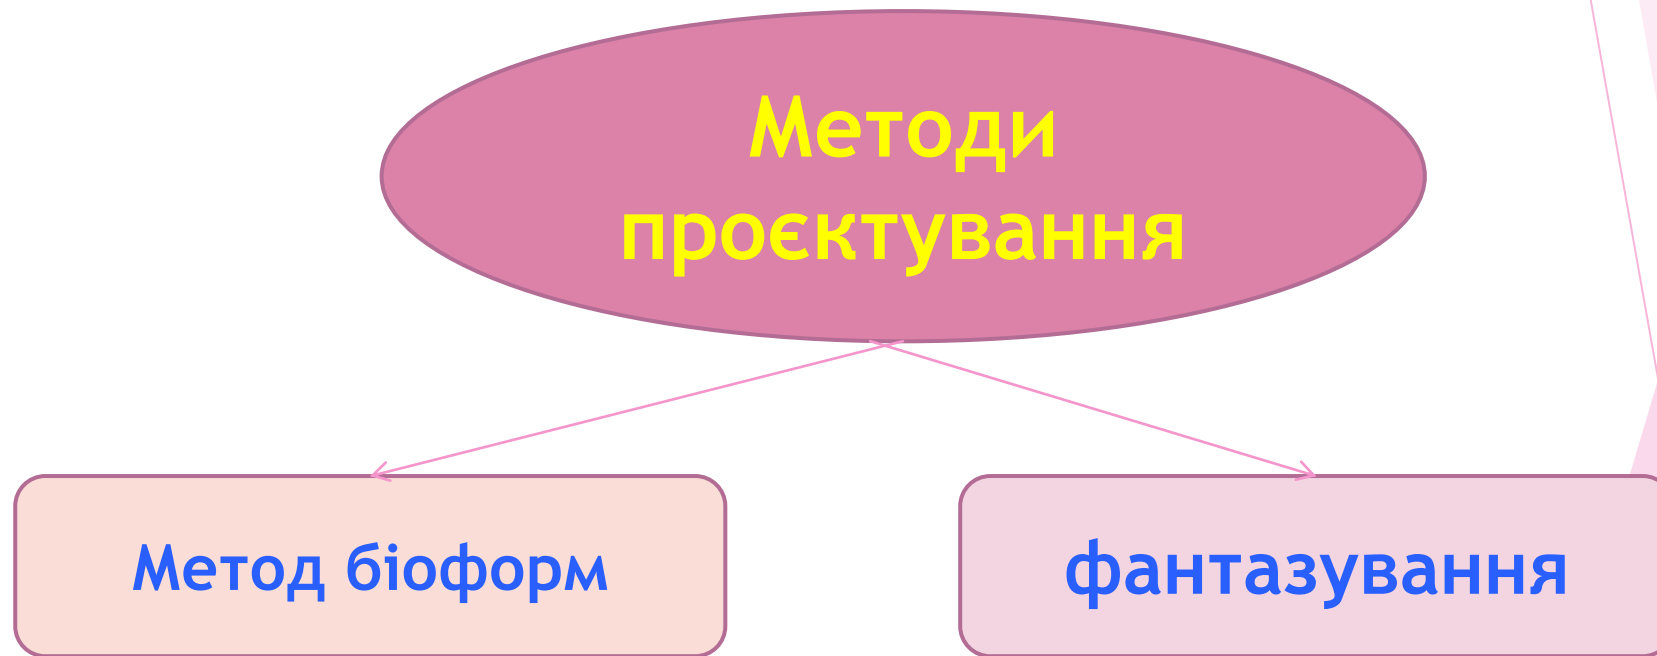 Методи
проєктування
Метод біоформ
фантазування